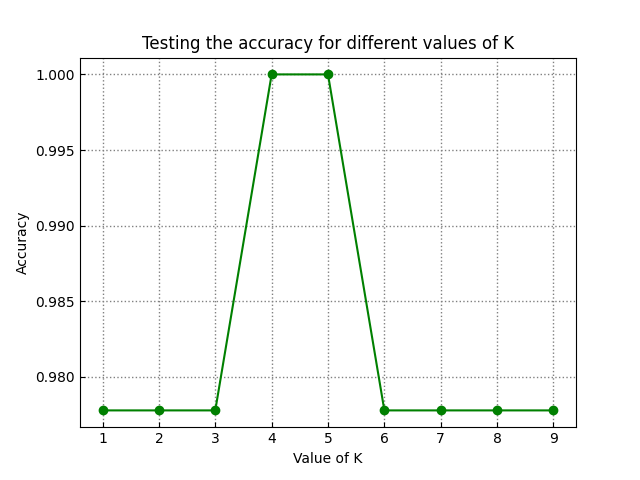 Testing the accuracy for different values of K
1.000
0.995
0.990
0.985
0.980
Accuracy
1 2 3 4 5 6 7 8 9
Value of K